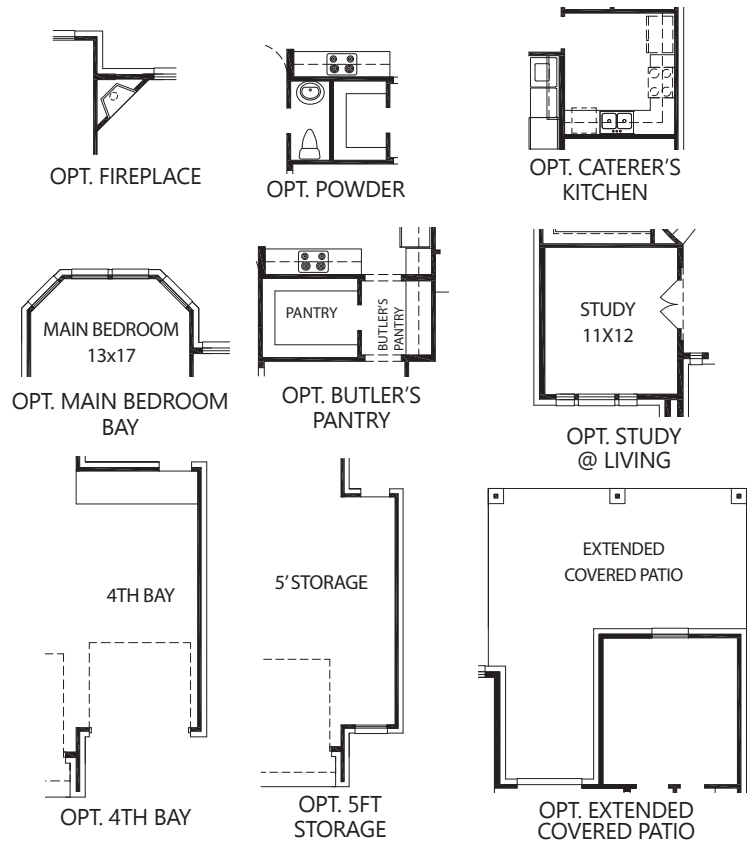 OPT. FIREPLACE
OPT. POWDER
OPT. CATERER'S
KITCHEN
MAIN BEDROOM
13x17
OPT. MAIN BEDROOM
BAY
PANTRY
BUTLER'S
PANTRY
OPT. BUTLER'S
PANTRY
STUDY
11X12
OPT. STUDY
@ LIVING
4TH BAY
OPT. 4TH BAY
5' STORAGE
OPT. 5FT
STORAGE
EXTENDED
COVERED PATIO
OPT. EXTENDED
COVERED PATIO